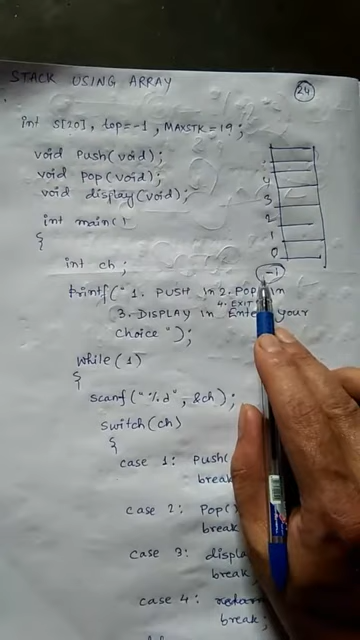 STACK USING ARRAY
24
int S[20], top=-1, MAXSTK=19;
void push(void);
void pop(void);
void display(void);
int main()
{
int ch;
printf("1. PUSH \n 2. POP \n
4. EXIT
3. DISPLAY \n Enter your
choice");
while(1)
{
scanf("%d", &ch);
switch(ch)
{
case 1: push(
break
case 2: pop()
break
case 3: displa
break;
case 4:
break;
4
3
2
1
0
-1